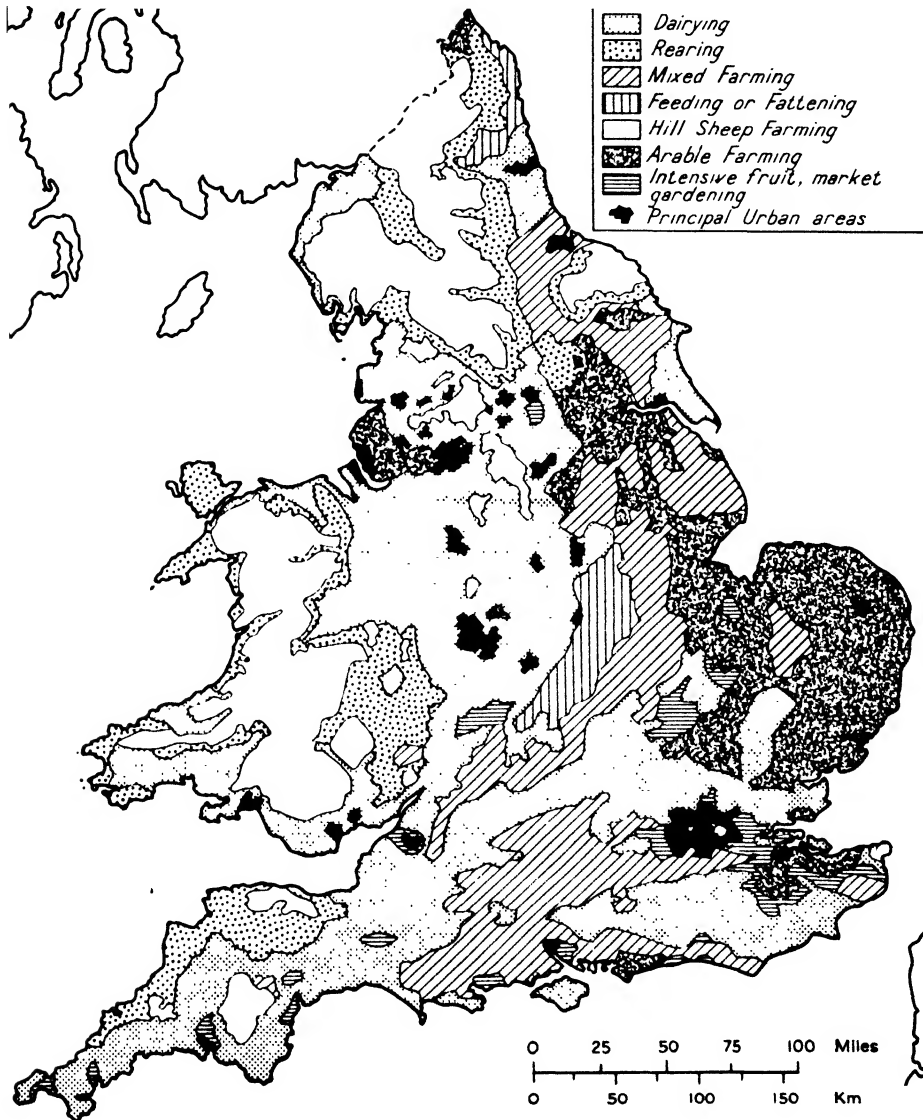 Dairying
Rearing
Mixed Farming
Feeding or Fattening
Hill Sheep Farming
Arable Farming
Intensive fruit, market
gardening
Principal Urban areas
0 25 50 75 100 Miles
0 50 100 150 Km